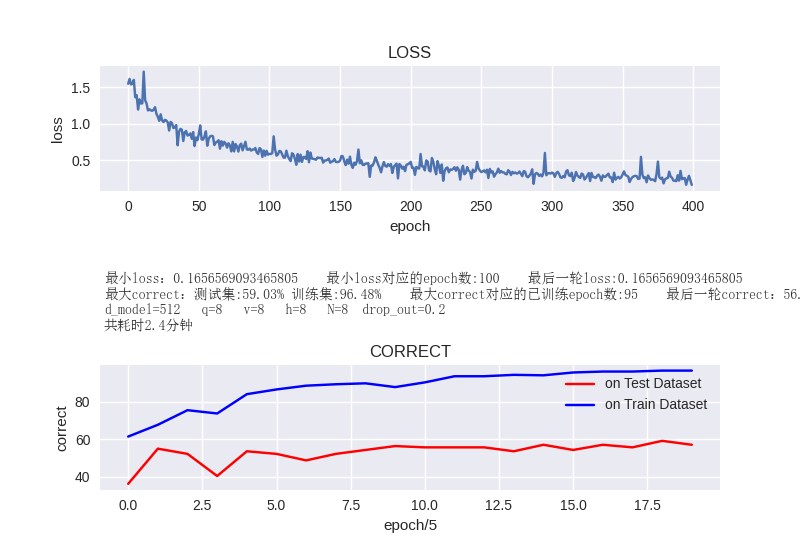 LOSS
1.5
1.0
0.5
loss
0 50 100 150 200 250 300 350 400
epoch
最小loss：0.1656569093465805 最小loss对应的epoch数:100 最后一轮loss:0.1656569093465805
最大correct：测试集:59.03% 训练集:96.48% 最大correct对应的已训练epoch数:95 最后一轮correct：56.
d_model=512 q=8 v=8 h=8 N=8 drop_out=0.2
共耗时2.4分钟
CORRECT
on Test Dataset
on Train Dataset
80
60
40
correct
0.0 2.5 5.0 7.5 10.0 12.5 15.0 17.5
epoch/5